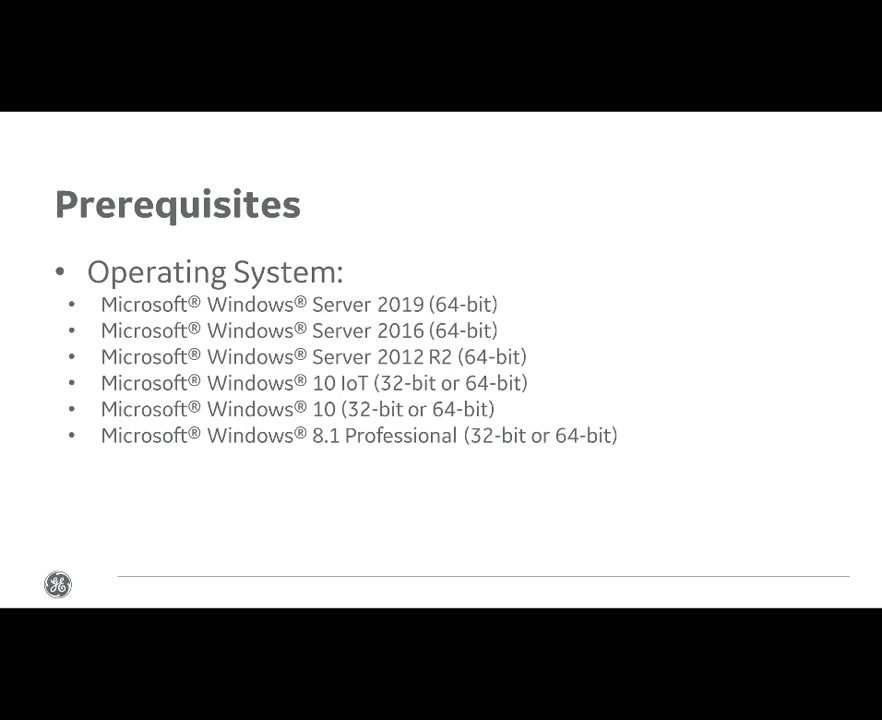 Prerequisites
• Operating System:
• Microsoft® Windows® Server 2019 (64-bit)
• Microsoft® Windows® Server 2016 (64-bit)
• Microsoft® Windows® Server 2012 R2 (64-bit)
• Microsoft® Windows® 10 IoT (32-bit or 64-bit)
• Microsoft® Windows® 10 (32-bit or 64-bit)
• Microsoft® Windows® 8.1 Professional (32-bit or 64-bit)
GE